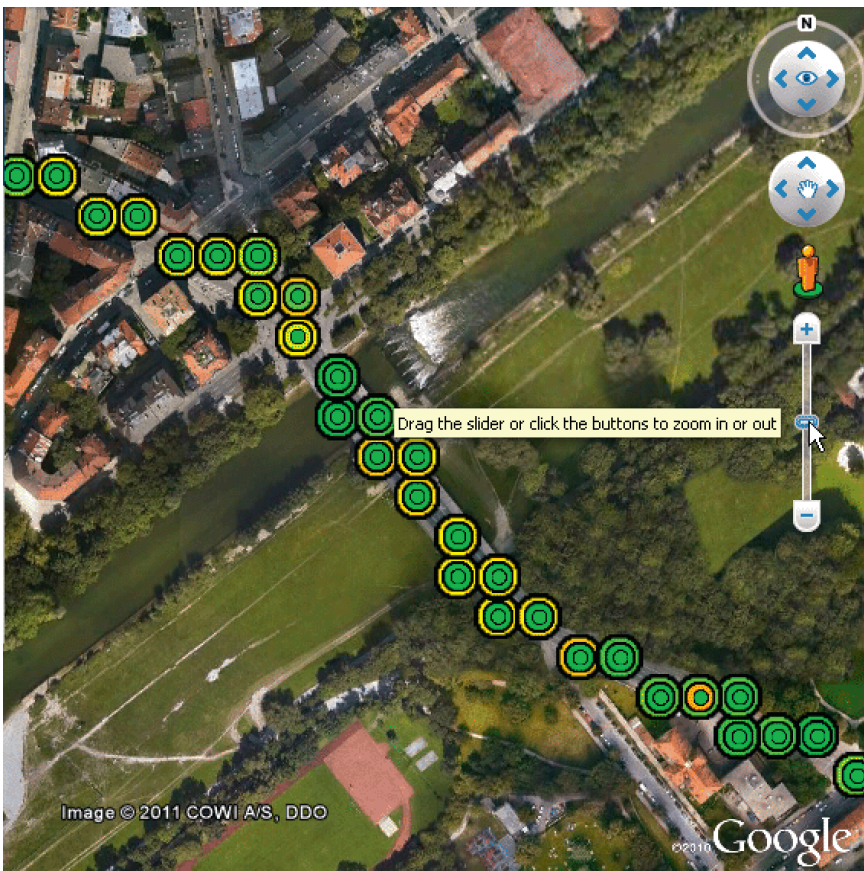 N
Drag the slider or click the buttons to zoom in or out
Image © 2011 COWI A/S, DDO
©2010 Google